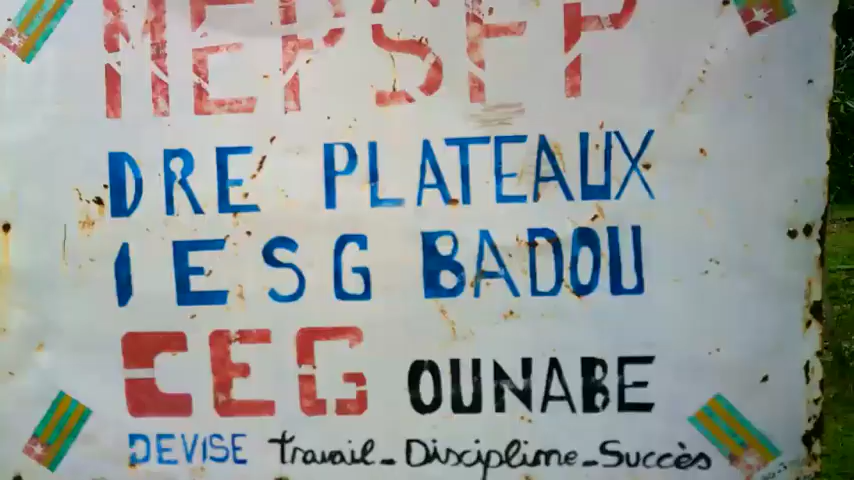 MEPSFP
DRE PLATEAUX
IESG BADOU
CEG OUNABE
DEVISE Travail-Discipline-Succès